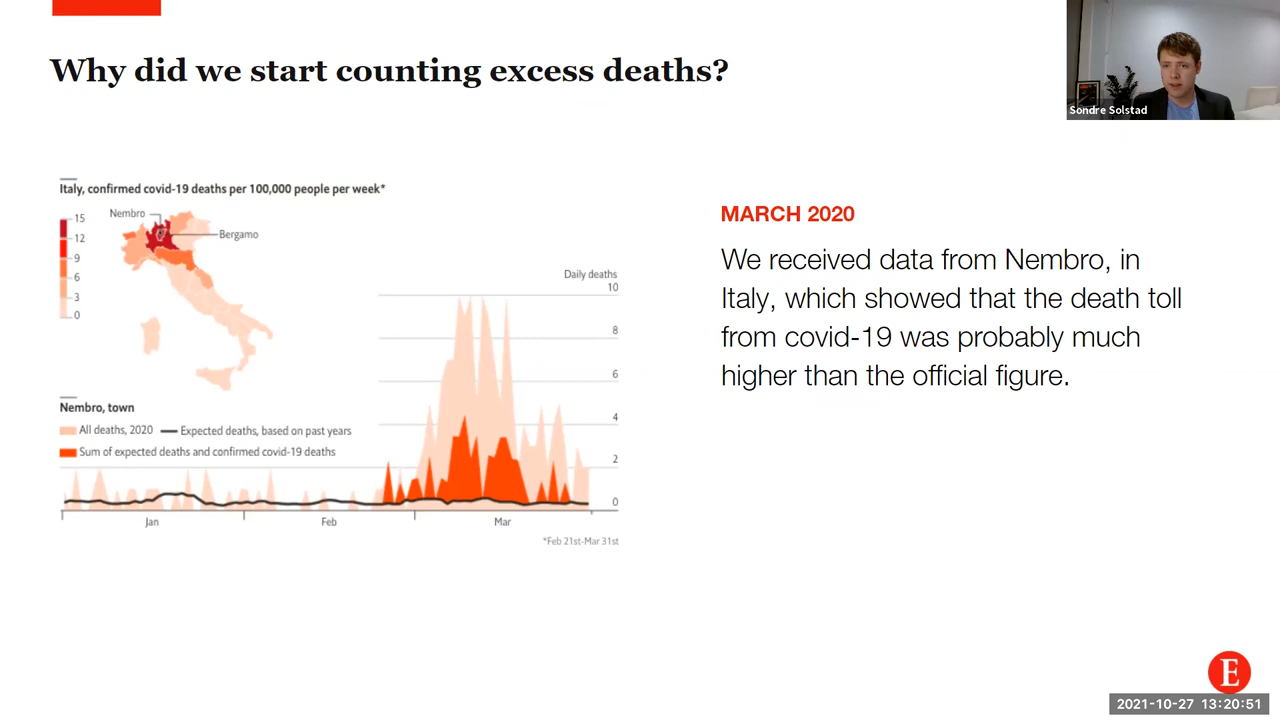 Why did we start counting excess deaths?
Sondre Solstad
Italy, confirmed covid-19 deaths per 100,000 people per week*
15
12
9
6
3
0
Nembro
Bergamo
Daily deaths
10
8
6
4
2
0
Nembro, town
All deaths, 2020
Expected deaths, based on past years
Sum of expected deaths and confirmed covid-19 deaths
Jan
Feb
Mar
*Feb 21st-Mar 31st
MARCH 2020
We received data from Nembro, in
Italy, which showed that the death toll
from covid-19 was probably much
higher than the official figure.
E
2021-10-27 13:20:51